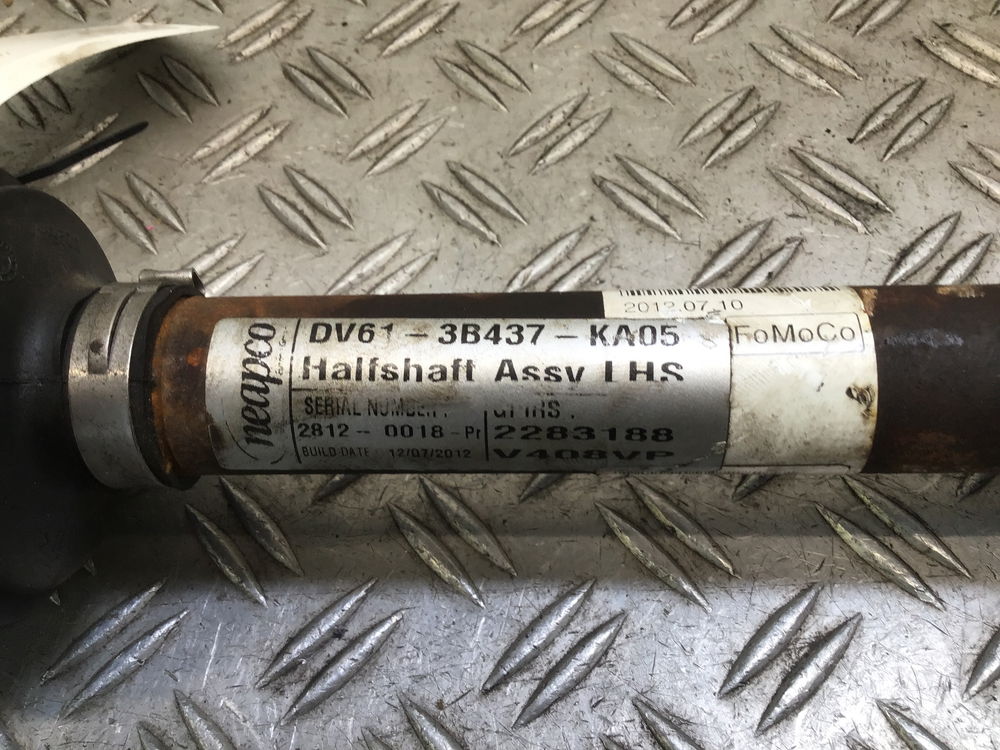 neapco
DV61 - 3B437 - KA05
Halfshaft Assy LHS
SERIAL NUMBER:
2812 - 0018 -Pr
2283188
BUILD-DATE 12/07/2012
V408VP
2012.07.10
FoMoCo